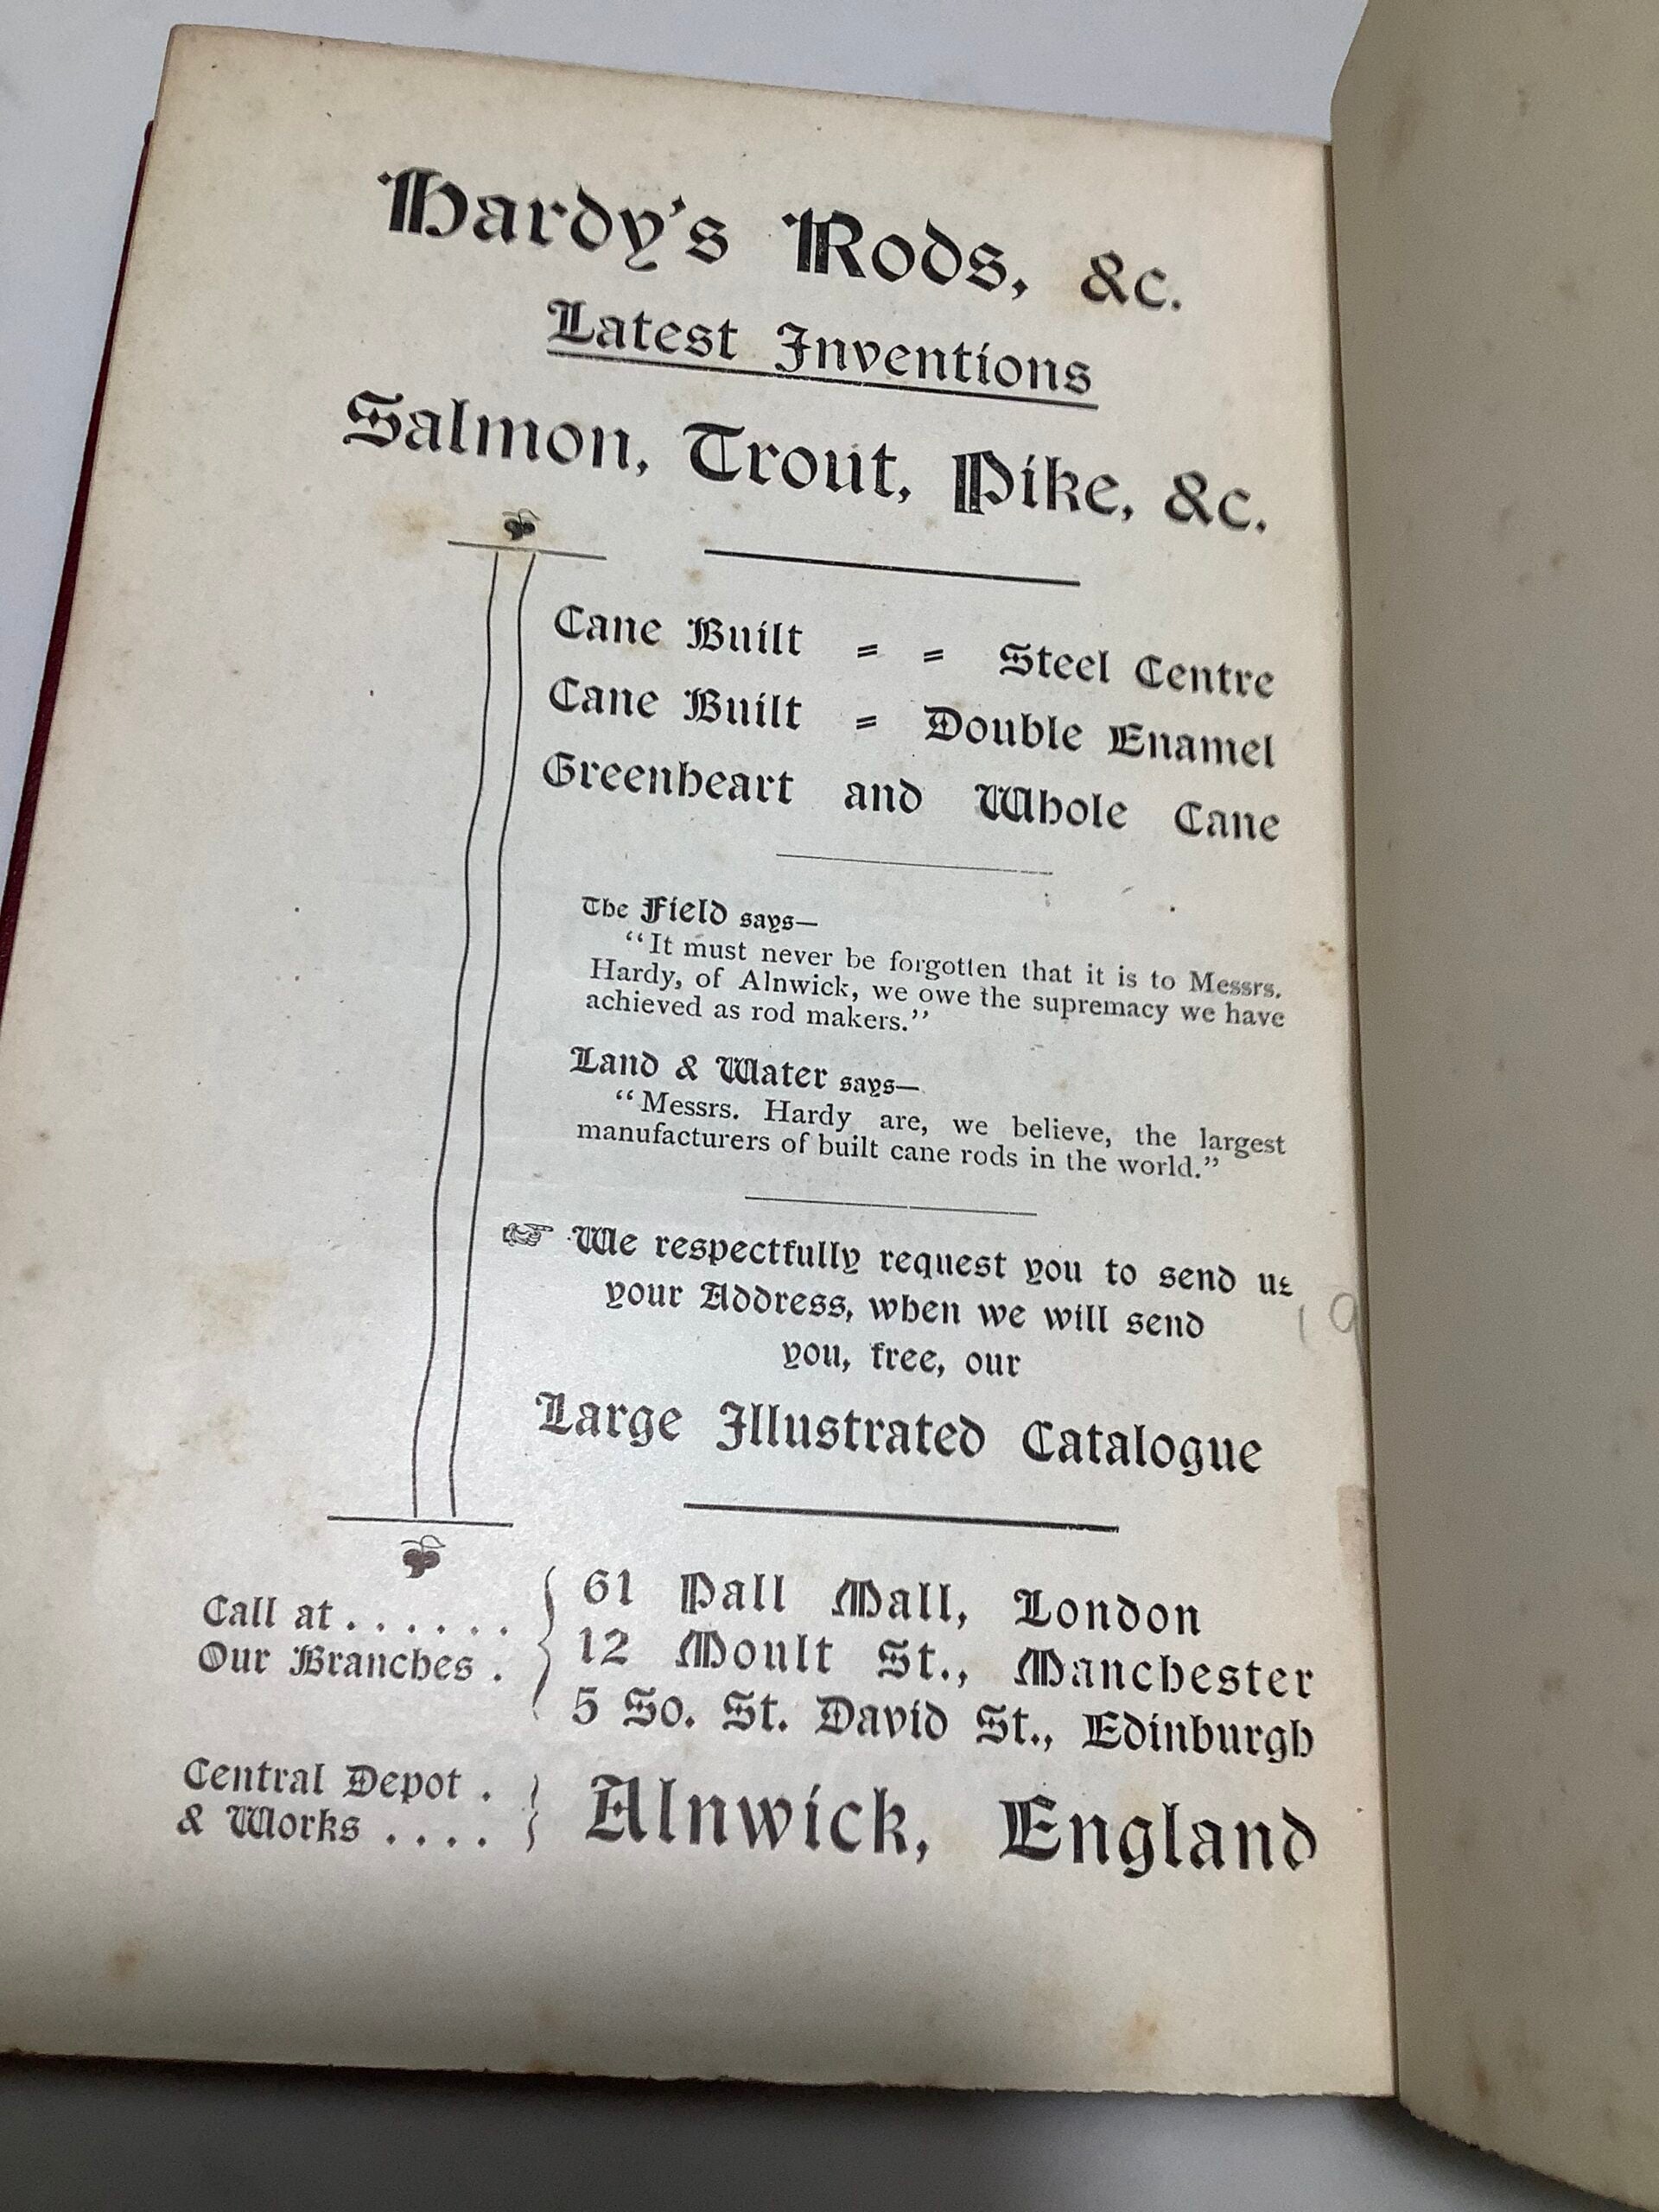 Hardy's Rods, &c.
Latest Inventions
Salmon, Trout, Pike, &c.
Cane Built = = Steel Centre
Cane Built = Double Enamel
Greenheart and Whole Cane
The Field says—
“It must never be forgotten that it is to Messrs.
Hardy, of Alnwick, we owe the supremacy we have
achieved as rod makers.”
Land & Water says—
“Messrs. Hardy are, we believe, the largest
manufacturers of built cane rods in the world.”
☞ We respectfully request you to send us
your Address, when we will send
you, free, our
Large Illustrated Catalogue
Call at . . . . . .
Our Branches .
61 Pall Mall, London
12 Moult St., Manchester
5 So. St. David St., Edinburgh
Central Depot .
& Works . . . .
Alnwick, England